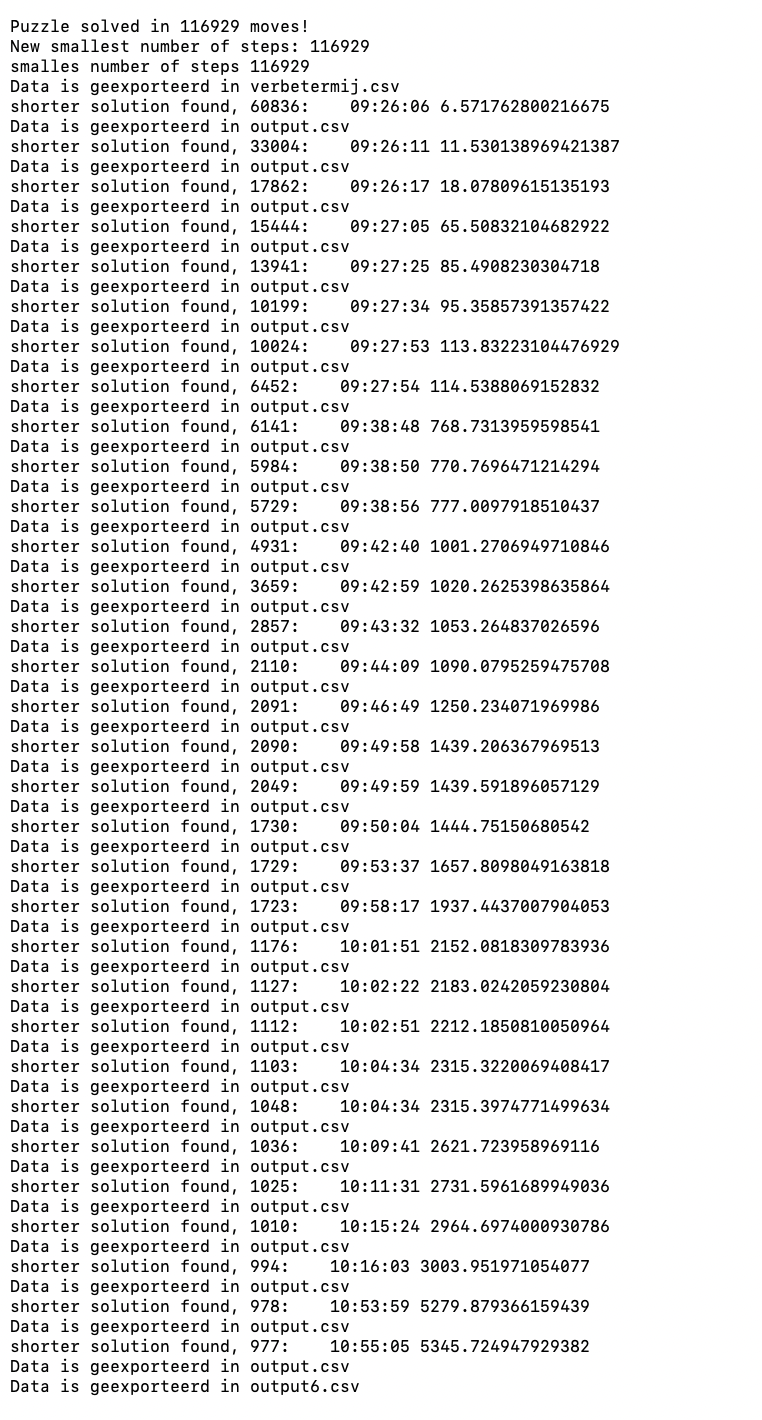 Puzzle solved in 116929 moves!
New smallest number of steps: 116929
smalles number of steps 116929
Data is geexporteerd in verbetermij.csv
shorter solution found, 60836:    09:26:06 6.571762800216675
Data is geexporteerd in output.csv
shorter solution found, 33004:    09:26:11 11.530138969421387
Data is geexporteerd in output.csv
shorter solution found, 17862:    09:26:17 18.07809615135193
Data is geexporteerd in output.csv
shorter solution found, 15444:    09:27:05 65.50832104682922
Data is geexporteerd in output.csv
shorter solution found, 13941:    09:27:25 85.4908230304718
Data is geexporteerd in output.csv
shorter solution found, 10199:    09:27:34 95.35857391357422
Data is geexporteerd in output.csv
shorter solution found, 10024:    09:27:53 113.83223104476929
Data is geexporteerd in output.csv
shorter solution found, 6452:    09:27:54 114.5388069152832
Data is geexporteerd in output.csv
shorter solution found, 6141:    09:38:48 768.7313959598541
Data is geexporteerd in output.csv
shorter solution found, 5984:    09:38:50 770.7696471214294
Data is geexporteerd in output.csv
shorter solution found, 5729:    09:38:56 777.0097918510437
Data is geexporteerd in output.csv
shorter solution found, 4931:    09:42:40 1001.2706949710846
Data is geexporteerd in output.csv
shorter solution found, 3659:    09:42:59 1020.2625398635864
Data is geexporteerd in output.csv
shorter solution found, 2857:    09:43:32 1053.264837026596
Data is geexporteerd in output.csv
shorter solution found, 2110:    09:44:09 1090.0795259475708
Data is geexporteerd in output.csv
shorter solution found, 2091:    09:46:49 1250.234071969986
Data is geexporteerd in output.csv
shorter solution found, 2090:    09:49:58 1439.206367969513
Data is geexporteerd in output.csv
shorter solution found, 2049:    09:49:59 1439.591896057129
Data is geexporteerd in output.csv
shorter solution found, 1730:    09:50:04 1444.75150680542
Data is geexporteerd in output.csv
shorter solution found, 1729:    09:53:37 1657.8098049163818
Data is geexporteerd in output.csv
shorter solution found, 1723:    09:58:17 1937.4437007904053
Data is geexporteerd in output.csv
shorter solution found, 1176:    10:01:51 2152.0818309783936
Data is geexporteerd in output.csv
shorter solution found, 1127:    10:02:22 2183.0242059230804
Data is geexporteerd in output.csv
shorter solution found, 1112:    10:02:51 2212.1850810050964
Data is geexporteerd in output.csv
shorter solution found, 1103:    10:04:34 2315.3220069408417
Data is geexporteerd in output.csv
shorter solution found, 1048:    10:04:34 2315.3974771499634
Data is geexporteerd in output.csv
shorter solution found, 1036:    10:09:41 2621.723958969116
Data is geexporteerd in output.csv
shorter solution found, 1025:    10:11:31 2731.5961689949036
Data is geexporteerd in output.csv
shorter solution found, 1010:    10:15:24 2964.6974000930786
Data is geexporteerd in output.csv
shorter solution found, 994:    10:16:03 3003.951971054077
Data is geexporteerd in output.csv
shorter solution found, 978:    10:53:59 5279.879366159439
Data is geexporteerd in output.csv
shorter solution found, 977:    10:55:05 5345.724947929382
Data is geexporteerd in output.csv
Data is geexporteerd in output6.csv